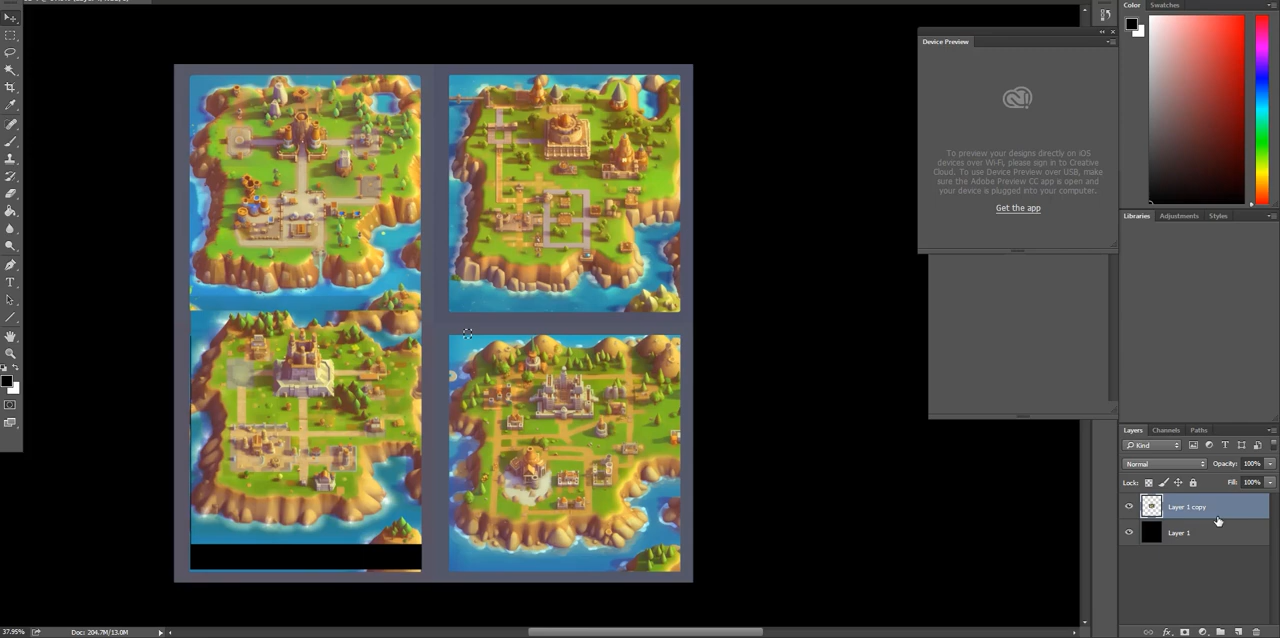 Color
Swatches
Device Preview
To preview your designs directly on iOS
devices over Wi-Fi, please sign in to Creative
Cloud. To use Device Preview over USB, make
sure the Adobe Preview CC app is open and
your device is plugged into your computer.
Get the app
Libraries
Adjustments
Styles
Layers
Channels
Paths
Kind
Normal
Opacity: 100%
Lock:
Fill: 100%
Layer 1 copy
Layer 1
37.95%
Doc: 204.7M/13.0M